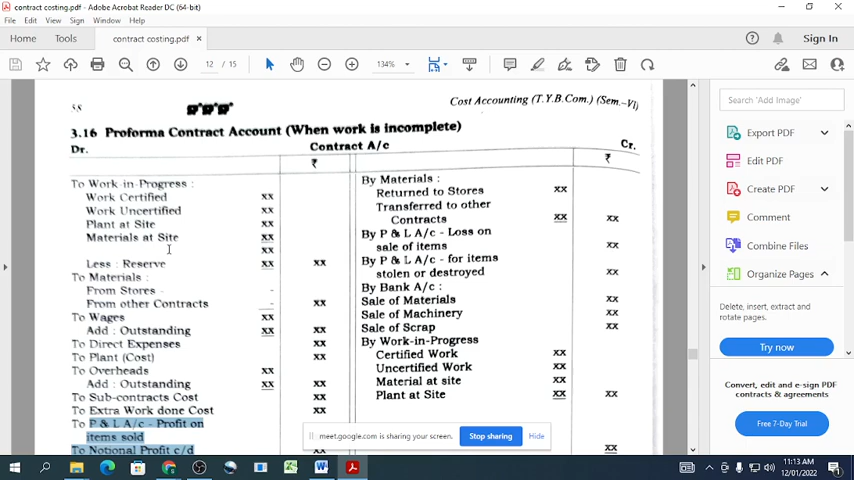 contract costing.pdf - Adobe Acrobat Reader DC (64-bit)
File Edit View Sign Window Help
Home Tools contract costing.pdf × Sign In
12 / 15 134%
Search 'Add Image'
Export PDF
Edit PDF
Create PDF
Comment
Combine Files
Organize Pages
Delete, insert, extract and
rotate pages.
Try now
Convert, edit and e-sign PDF
contracts & agreements
Free 7-Day Trial
Cost Accounting (T.Y.B.Com.) (Sem.-VI)
3.16 Proforma Contract Account (When work is incomplete)
Dr. Contract A/c Cr.
₹ ₹
To Work-in-Progress :
Work Certified xx
Work Uncertified xx
Plant at Site xx
Materials at Site xx
xx
Less : Reserve xx xx
To Materials :
From Stores -
From other Contracts - xx
To Wages xx
Add : Outstanding xx xx
To Direct Expenses xx
To Plant (Cost) xx
To Overheads xx
Add : Outstanding xx xx
To Sub-contracts Cost xx
To Extra Work done Cost xx
To P & L A/c - Profit on
items sold
To Notional Profit c/d xx
By Materials :
Returned to Stores xx
Transferred to other
Contracts xx xx
By P & L A/c - Loss on
sale of items xx
By P & L A/c - for items
stolen or destroyed xx
By Bank A/c :
Sale of Materials xx
Sale of Machinery xx
Sale of Scrap xx
By Work-in-Progress
Certified Work xx
Uncertified Work xx
Material at site xx
Plant at Site xx xx
xx
meet.google.com is sharing your screen. Stop sharing Hide
11:13 AM
12/01/2022